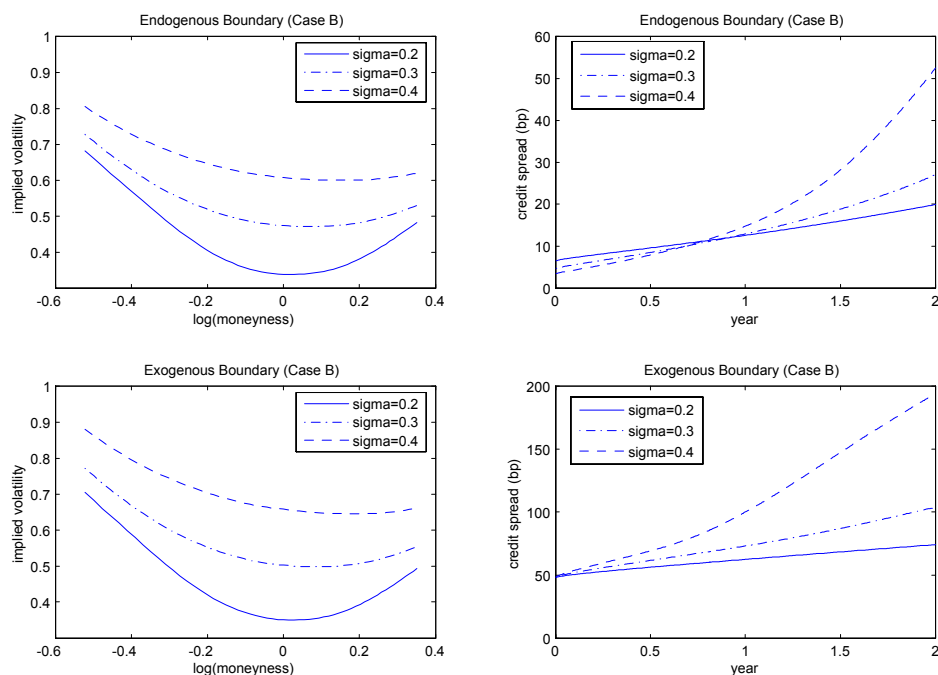 Endogenous Boundary (Case B)
1
0.9
0.8
0.7
0.6
0.5
0.4
implied volatility
sigma=0.2
sigma=0.3
sigma=0.4
-0.6 -0.4 -0.2 0 0.2 0.4
log(moneyness)
Endogenous Boundary (Case B)
60
50
40
30
20
10
0
credit spread (bp)
sigma=0.2
sigma=0.3
sigma=0.4
0 0.5 1 1.5 2
year
Exogenous Boundary (Case B)
1
0.9
0.8
0.7
0.6
0.5
0.4
implied volatility
sigma=0.2
sigma=0.3
sigma=0.4
-0.6 -0.4 -0.2 0 0.2 0.4
log(moneyness)
Exogenous Boundary (Case B)
200
150
100
50
0
credit spread (bp)
sigma=0.2
sigma=0.3
sigma=0.4
0 0.5 1 1.5 2
year